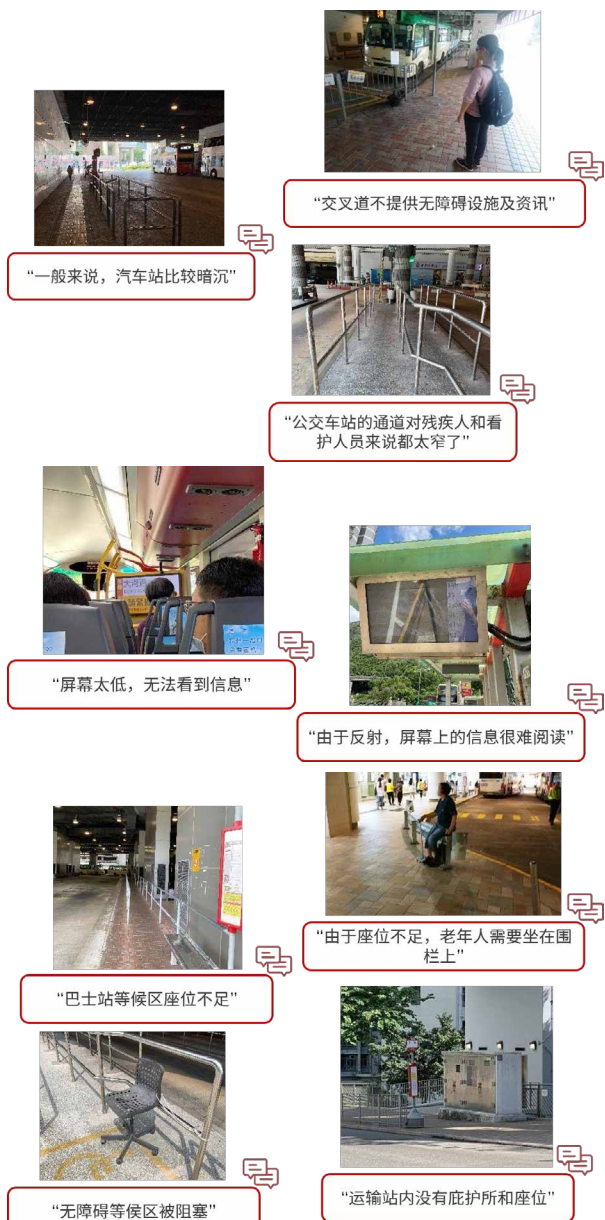 “交叉道不提供无障碍设施及资讯”
“一般来说，汽车站比较暗沉”
“公交车站的通道对残疾人和看
护人员来说都太窄了”
“屏幕太低，无法看到信息”
“由于反射，屏幕上的信息很难阅读”
“由于座位不足，老年人需要坐在围
栏上”
“巴士站等候区座位不足”
“运输站内没有庇护所和座位”
“无障碍等侯区被阻塞”